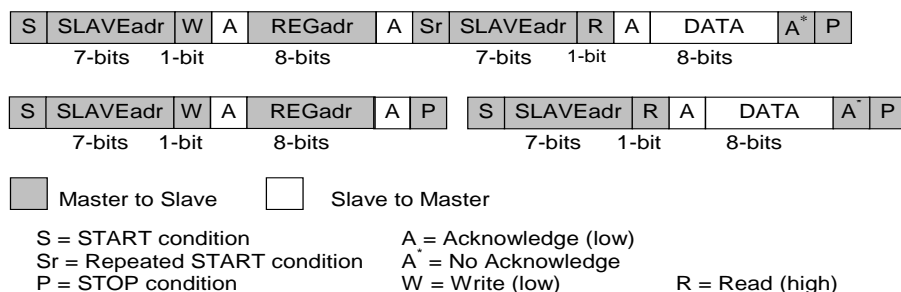 S SLAVEadr W A REGadr A Sr SLAVEadr R A DATA A* P
7-bits 1-bit 8-bits 7-bits 1-bit 8-bits
S SLAVEadr W A REGadr A P S SLAVEadr R A DATA A* P
7-bits 1-bit 8-bits 7-bits 1-bit 8-bits
Master to Slave Slave to Master
S = START condition A = Acknowledge (low)
Sr = Repeated START condition A* = No Acknowledge
P = STOP condition W = Write (low) R = Read (high)